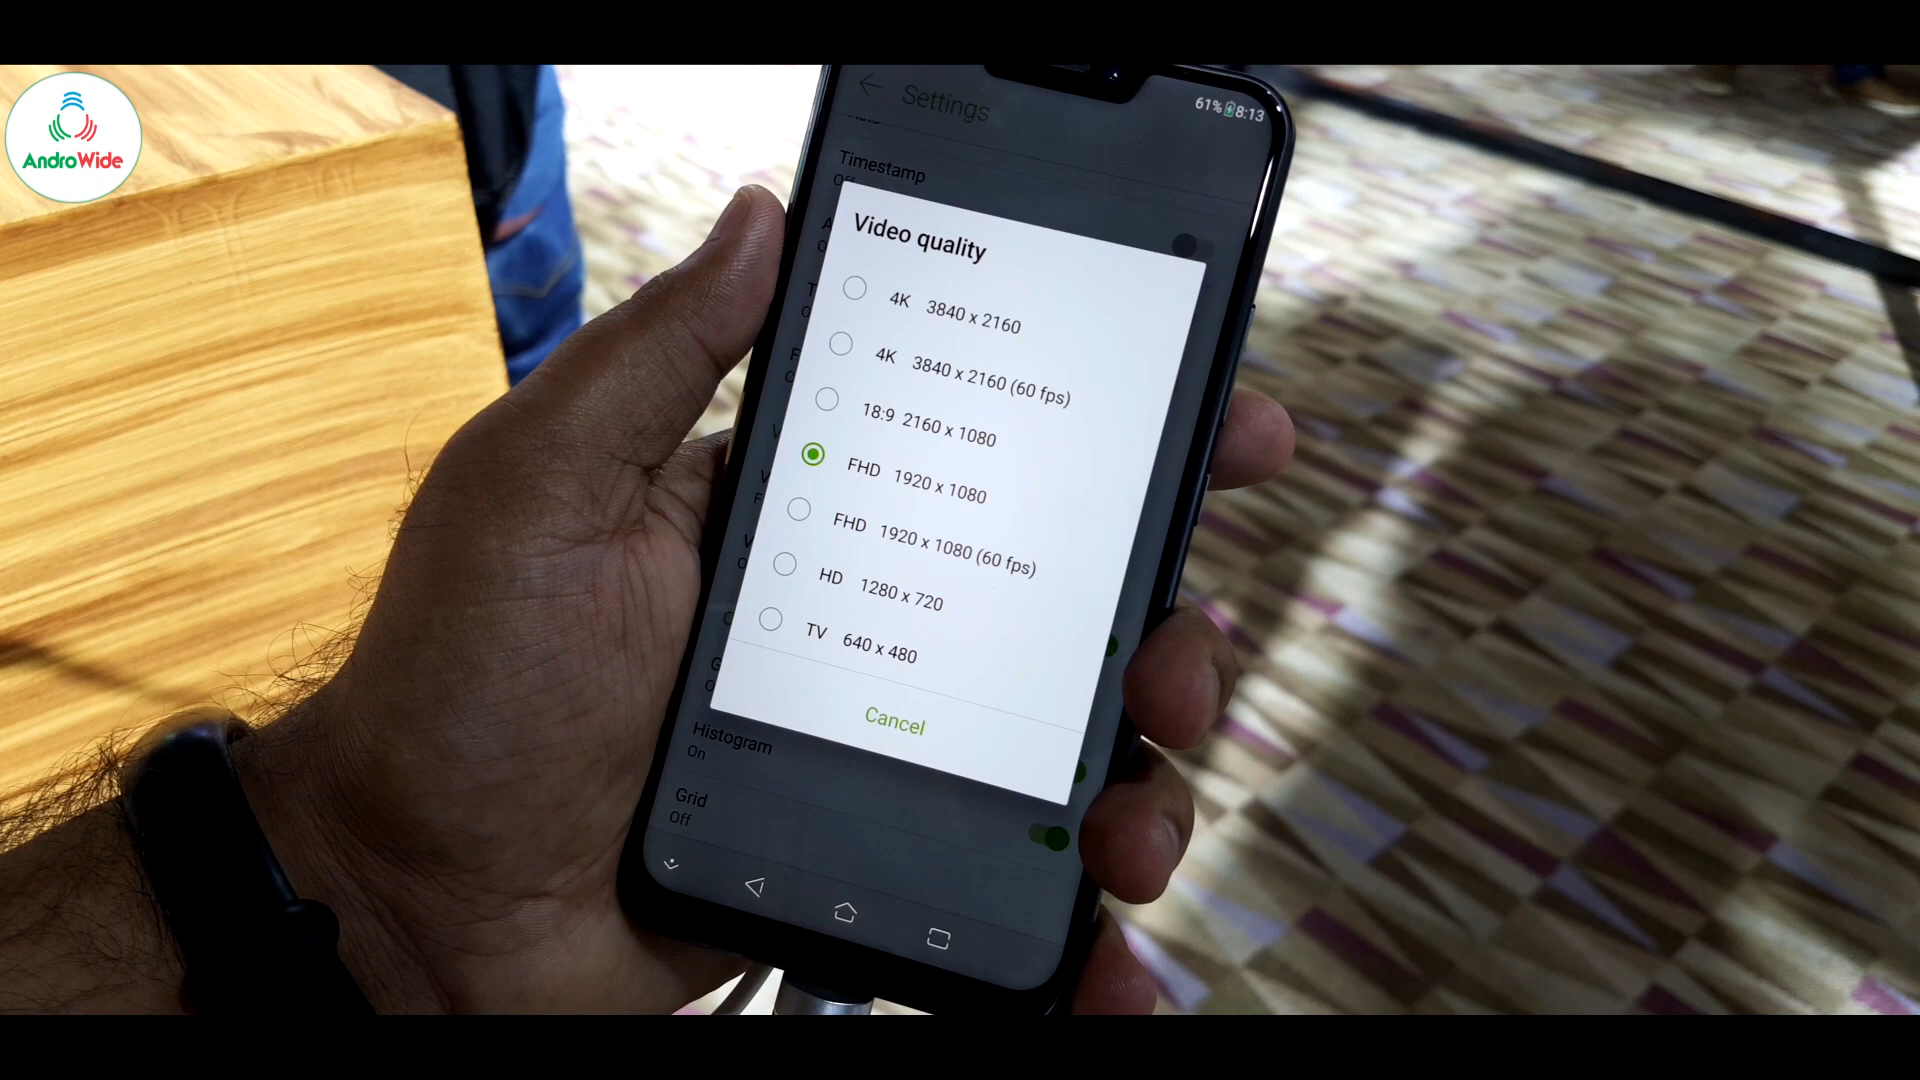 AndroWide
Settings
61% 8:13
Timestamp
Off
Video quality
4K 3840 x 2160
4K 3840 x 2160 (60 fps)
18:9 2160 x 1080
FHD 1920 x 1080
FHD 1920 x 1080 (60 fps)
HD 1280 x 720
TV 640 x 480
Cancel
Histogram
On
Grid
Off